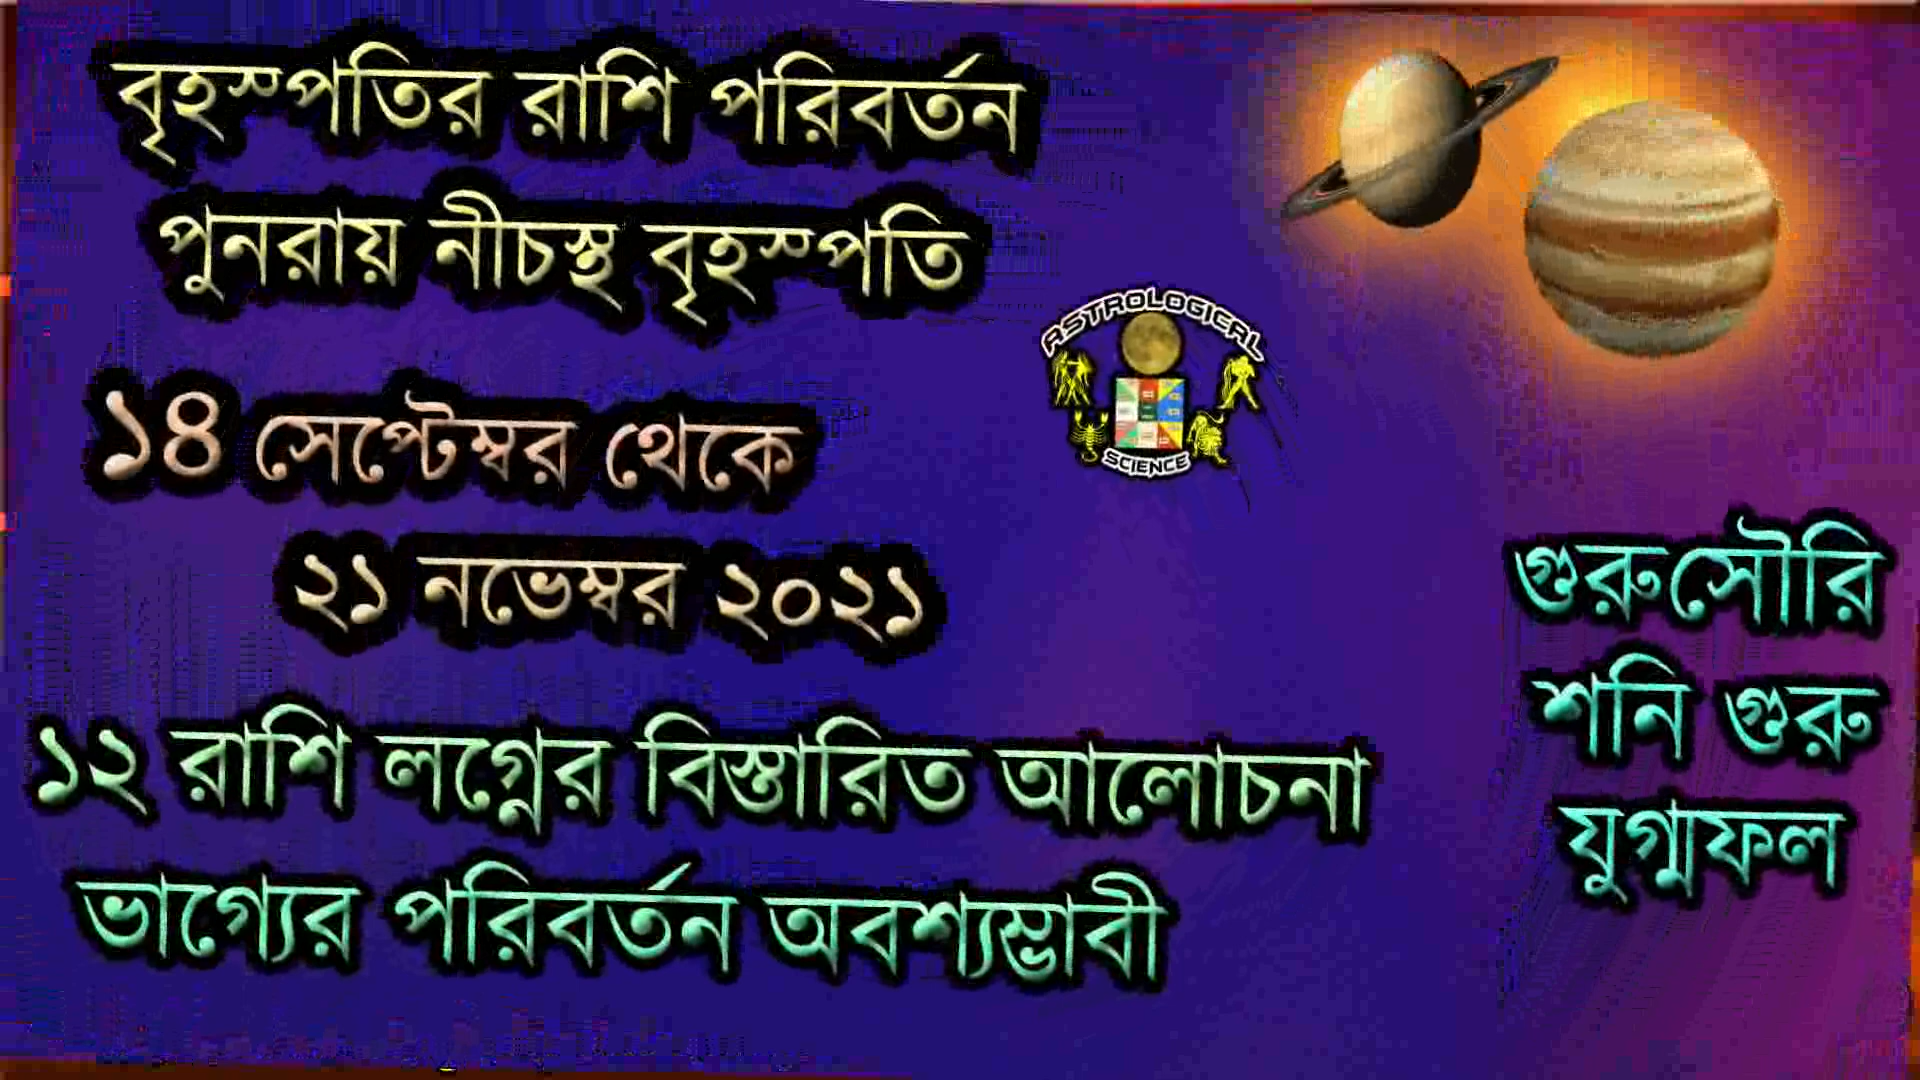 বৃহস্পতির রাশি পরিবর্তন
পুনরায় নীচস্থ বৃহস্পতি
১৪ সেপ্টেম্বর থেকে
২১ নভেম্বর ২০২১
১২ রাশি লগ্নের বিস্তারিত আলোচনা
ভাগ্যের পরিবর্তন অবশ্যম্ভাবী
ASTROLOGICAL
SCIENCE
গুরুসৌরি
শনি গুরু
যুগ্মফল